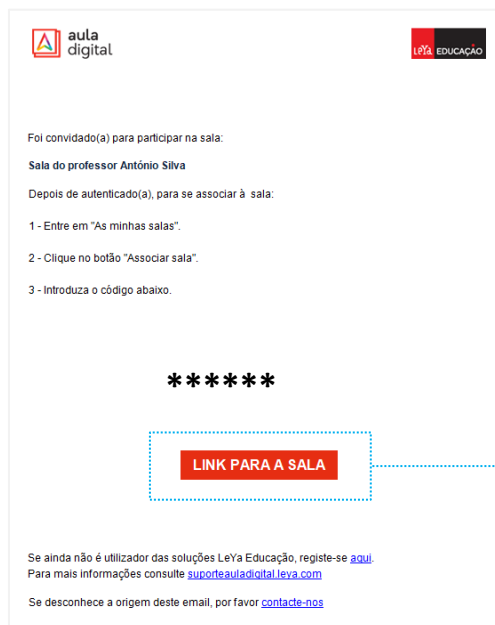 aula
digital
LeYa EDUCAÇÃO
Foi convidado(a) para participar na sala:
Sala do professor António Silva
Depois de autenticado(a), para se associar à sala:
1 - Entre em "As minhas salas".
2 - Clique no botão "Associar sala".
3 - Introduza o código abaixo.
******
LINK PARA A SALA
Se ainda não é utilizador das soluções LeYa Educação, registe-se aqui.
Para mais informações consulte suporteauladigital.leya.com
Se desconhece a origem deste email, por favor contacte-nos